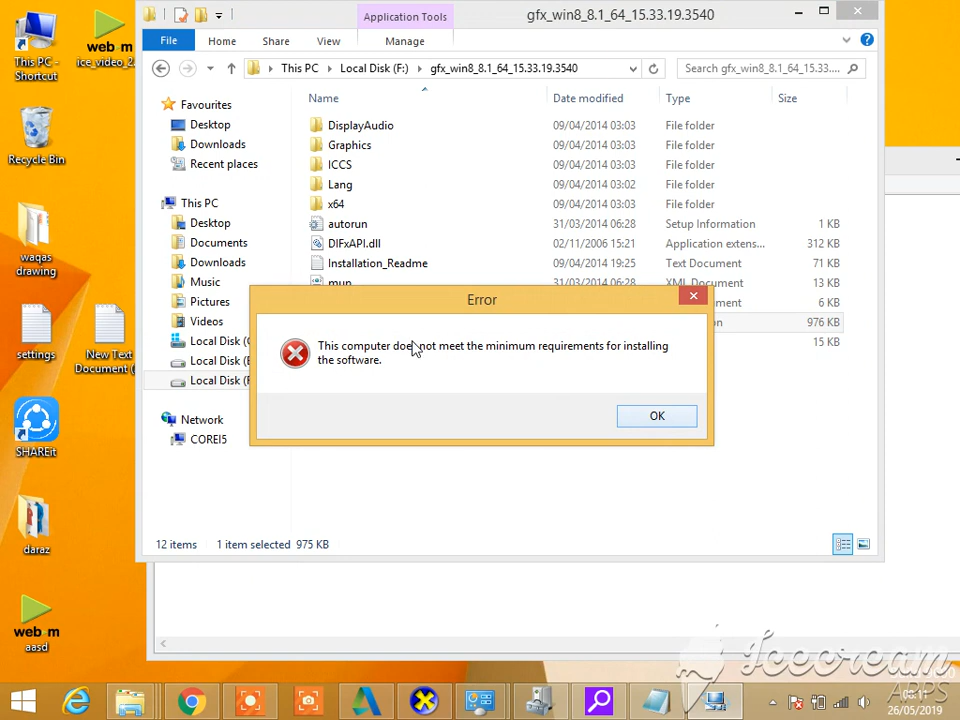 Application Tools
gfx_win8_8.1_64_15.33.19.3540
File
Home
Share
View
Manage
This PC
Local Disk (F:)
gfx_win8_8.1_64_15.33.19.3540
Search gfx_win8_8.1_64_15.33....
This PC - Shortcut
ice_video_2
Recycle Bin
waqas drawing
settings
New Text Document (
SHAREit
daraz
web m
aasd
Favourites
Desktop
Downloads
Recent places
This PC
Desktop
Documents
Downloads
Music
Pictures
Videos
Local Disk (
Local Disk (
Local Disk (F
Network
COREI5
Name
Date modified
Type
Size
DisplayAudio 09/04/2014 03:03 File folder
Graphics 09/04/2014 03:03 File folder
ICCS 09/04/2014 03:03 File folder
Lang 09/04/2014 03:02 File folder
x64 09/04/2014 03:03 File folder
autorun 31/03/2014 06:28 Setup Information 1 KB
DIFxAPI.dll 02/11/2006 15:21 Application extens... 312 KB
Installation_Readme 09/04/2014 19:25 Text Document 71 KB
mup 31/03/2014 06:28 XML Document 13 KB
ment 6 KB
on 976 KB
15 KB
Error
This computer does not meet the minimum requirements for installing
the software.
OK
12 items 1 item selected 975 KB
Icecream
APPS
08:11
26/05/2019